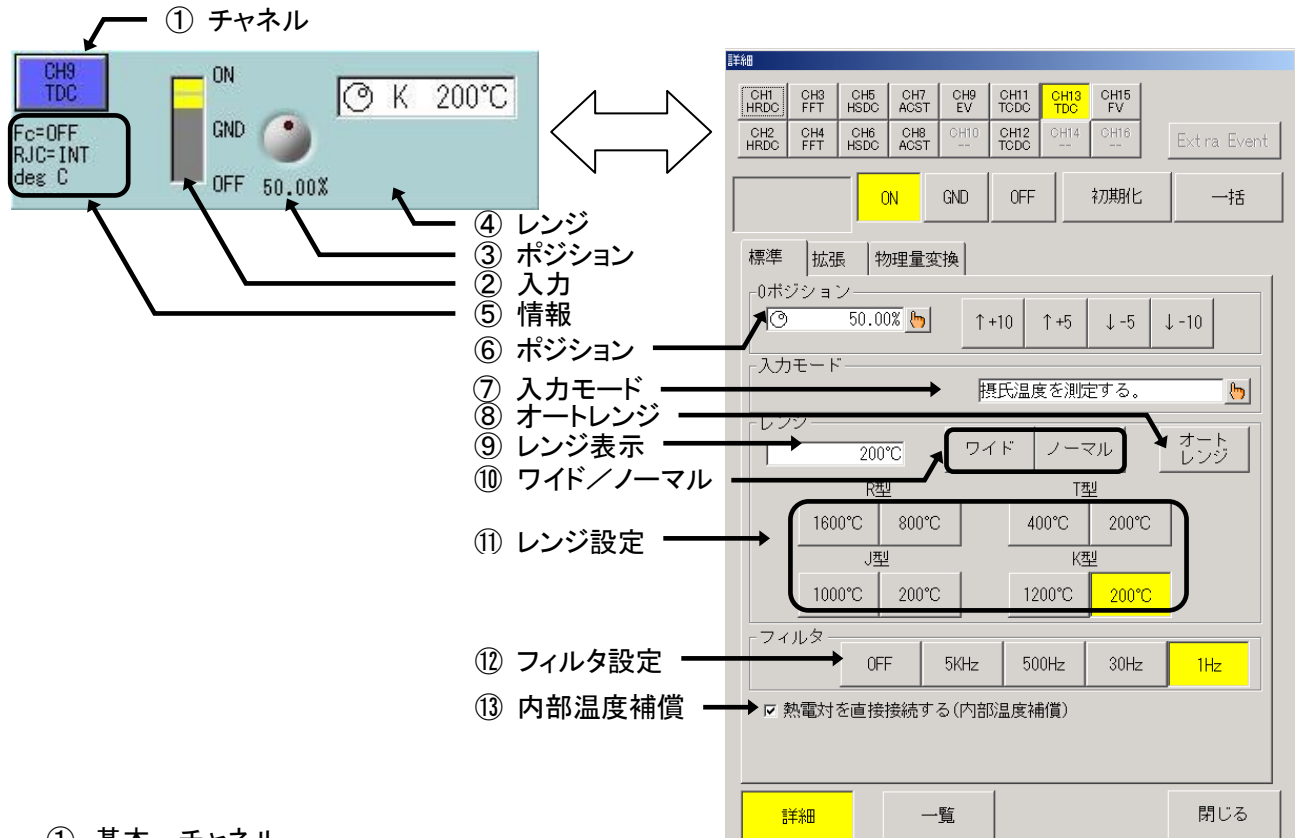 ① チャネル
CH9
TDC
Fc=OFF
RJC=INT
deg C
ON
GND
OFF
50.00%
K 200℃
④ レンジ
③ ポジション
② 入力
⑤ 情報
⑥ ポジション
⑦ 入力モード
⑧ オートレンジ
⑨ レンジ表示
⑩ ワイド／ノーマル
⑪ レンジ設定
⑫ フィルタ設定
⑬ 内部温度補償
詳細
CH1 HRDC CH3 FFT CH5 HSDC CH7 ACST CH9 EV CH11 TCDC CH13 TDC CH15 FV
CH2 HRDC CH4 FFT CH6 HSDC CH8 ACST CH10 -- CH12 TCDC CH14 -- CH16 --
Extra Event
ON GND OFF 初期化 一括
標準 拡張 物理量変換
0ポジション
50.00% ↑+10 ↑+5 ↓-5 ↓-10
入力モード
摂氏温度を測定する。
レンジ
200℃ ワイド ノーマル オートレンジ
R型 T型
1600℃ 800℃ 400℃ 200℃
J型 K型
1000℃ 200℃ 1200℃ 200℃
フィルタ
OFF 5KHz 500Hz 30Hz 1Hz
熱電対を直接接続する(内部温度補償)
詳細 一覧 閉じる